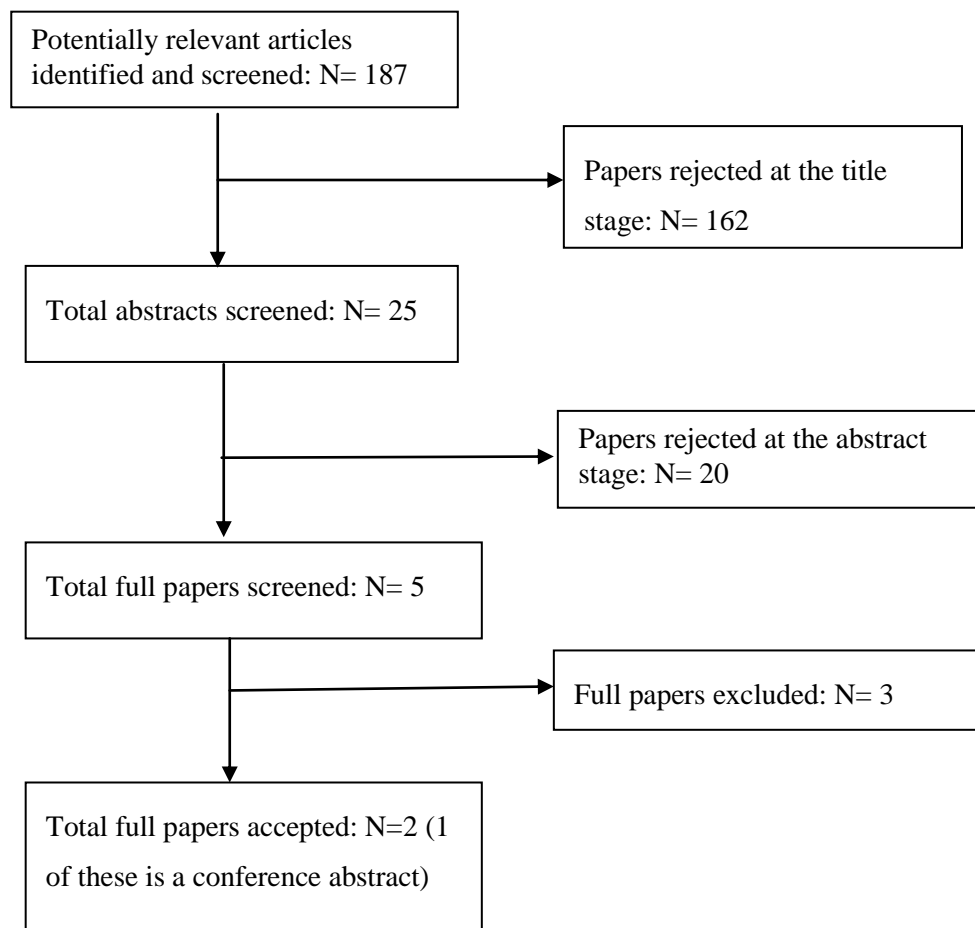 Potentially relevant articles
identified and screened: N= 187
Papers rejected at the title
stage: N= 162
Total abstracts screened: N= 25
Papers rejected at the abstract
stage: N= 20
Total full papers screened: N= 5
Full papers excluded: N= 3
Total full papers accepted: N=2 (1
of these is a conference abstract)